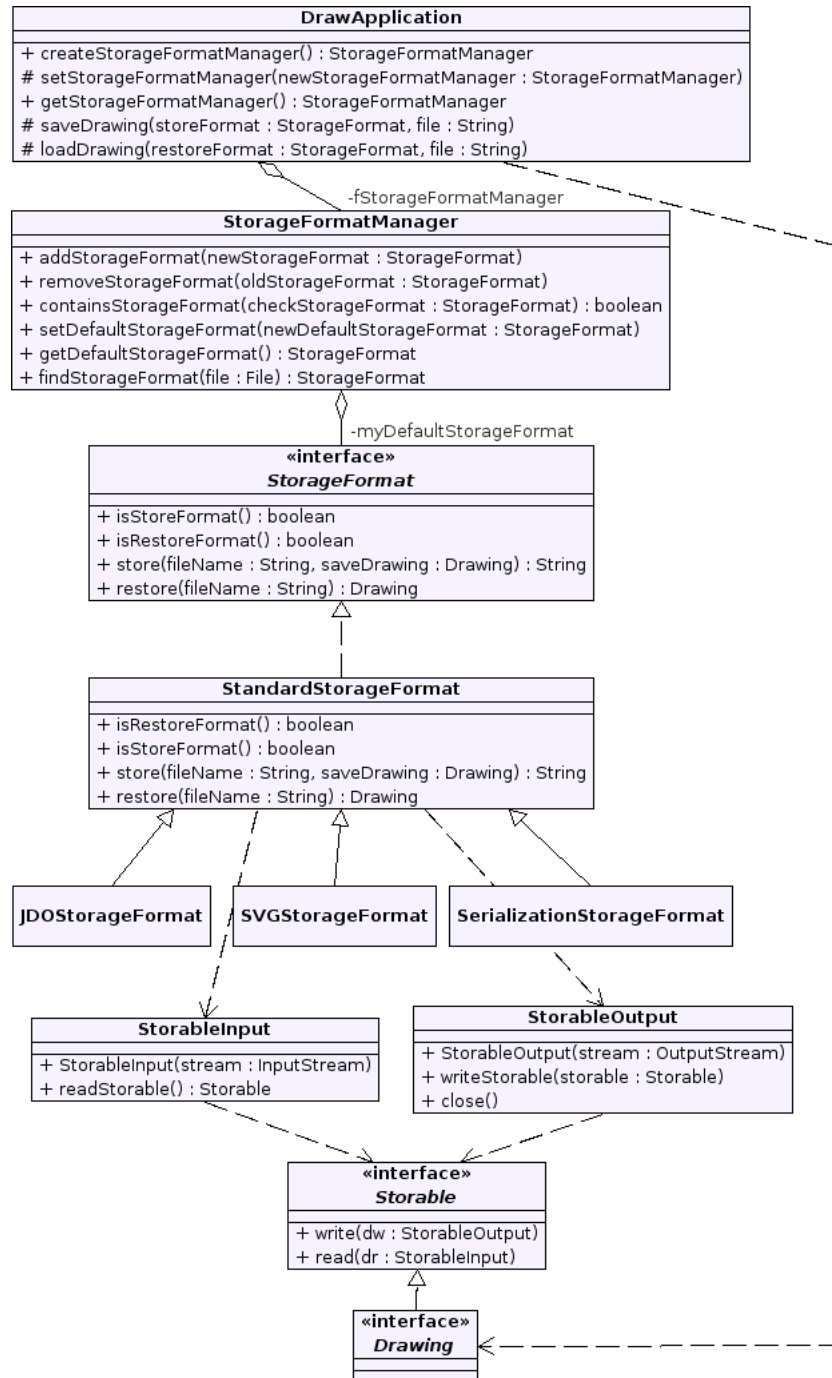 DrawApplication
+ createStorageFormatManager() : StorageFormatManager
# setStorageFormatManager(newStorageFormatManager : StorageFormatManager)
+ getStorageFormatManager() : StorageFormatManager
# saveDrawing(storeFormat : StorageFormat, file : String)
# loadDrawing(restoreFormat : StorageFormat, file : String)
-fStorageFormatManager
StorageFormatManager
+ addStorageFormat(newStorageFormat : StorageFormat)
+ removeStorageFormat(oldStorageFormat : StorageFormat)
+ containsStorageFormat(checkStorageFormat : StorageFormat) : boolean
+ setDefaultStorageFormat(newDefaultStorageFormat : StorageFormat)
+ getDefaultStorageFormat() : StorageFormat
+ findStorageFormat(file : File) : StorageFormat
-myDefaultStorageFormat
«interface»
StorageFormat
+ isStoreFormat() : boolean
+ isRestoreFormat() : boolean
+ store(fileName : String, saveDrawing : Drawing) : String
+ restore(fileName : String) : Drawing
StandardStorageFormat
+ isRestoreFormat() : boolean
+ isStoreFormat() : boolean
+ store(fileName : String, saveDrawing : Drawing) : String
+ restore(fileName : String) : Drawing
JDOStorageFormat
SVGStorageFormat
SerializationStorageFormat
StorableInput
+ StorableInput(stream : InputStream)
+ readStorable() : Storable
StorableOutput
+ StorableOutput(stream : OutputStream)
+ writeStorable(storable : Storable)
+ close()
«interface»
Storable
+ write(dw : StorableOutput)
+ read(dr : StorableInput)
«interface»
Drawing